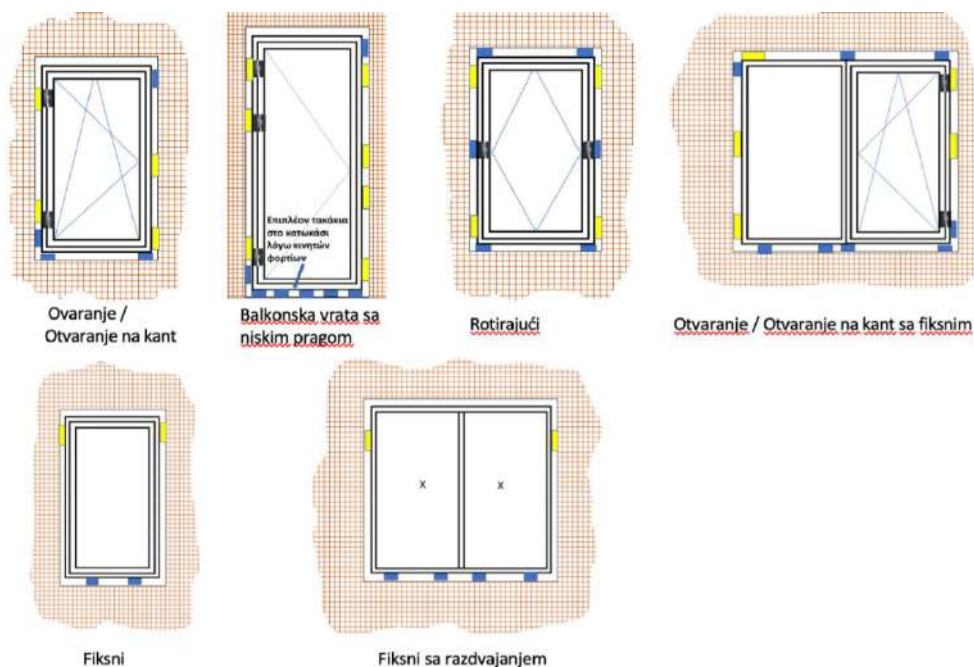 Επιπλέον τακάκια
στο κατωκάσι
λόγω κινητών
φορτίων
Ovaranje /
Otvaranje na kant
Balkonska vrata sa
niskim pragom
Rotirajući
Otvaranje / Otvaranje na kant sa fiksnim
X
X
Fiksni
Fiksni sa razdvajanjem